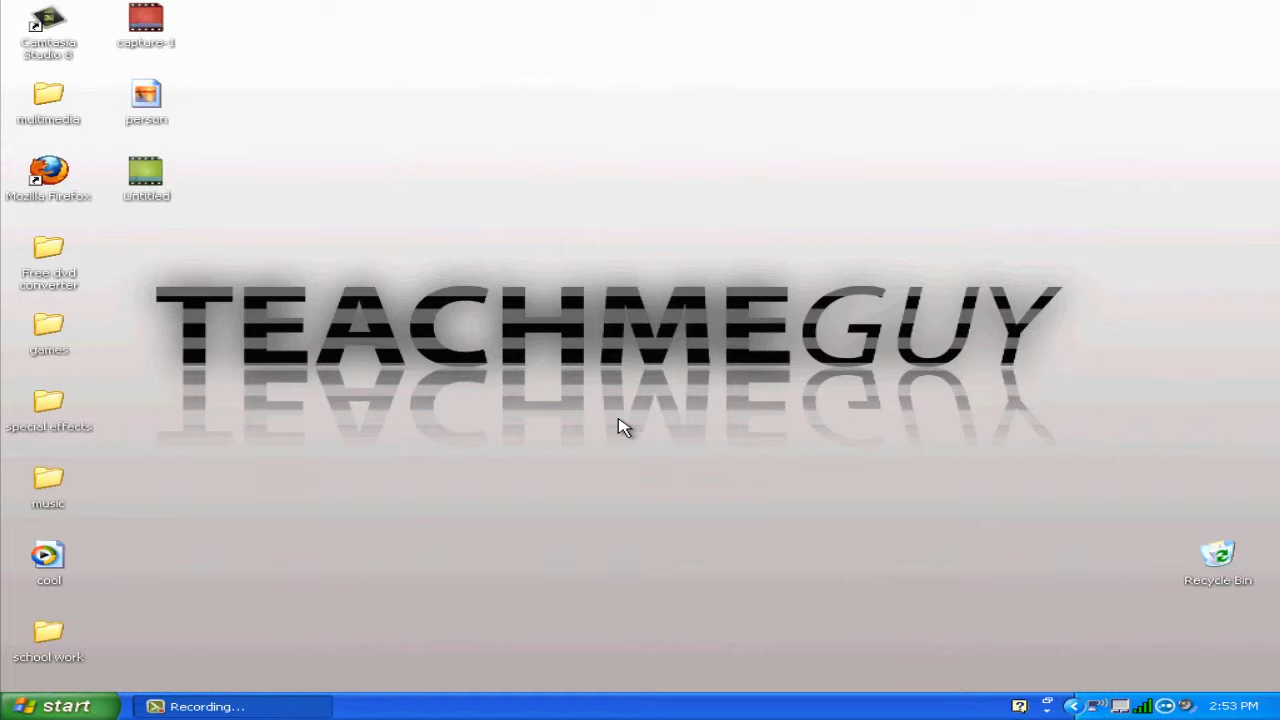 Camtasia
Studio 6
capture-1
multimedia
person
Mozilla Firefox
Untitled
Free dvd
converter
TEACHMEGUY
games
special effects
music
cool
Recycle Bin
school work
start
Recording...
2:53 PM